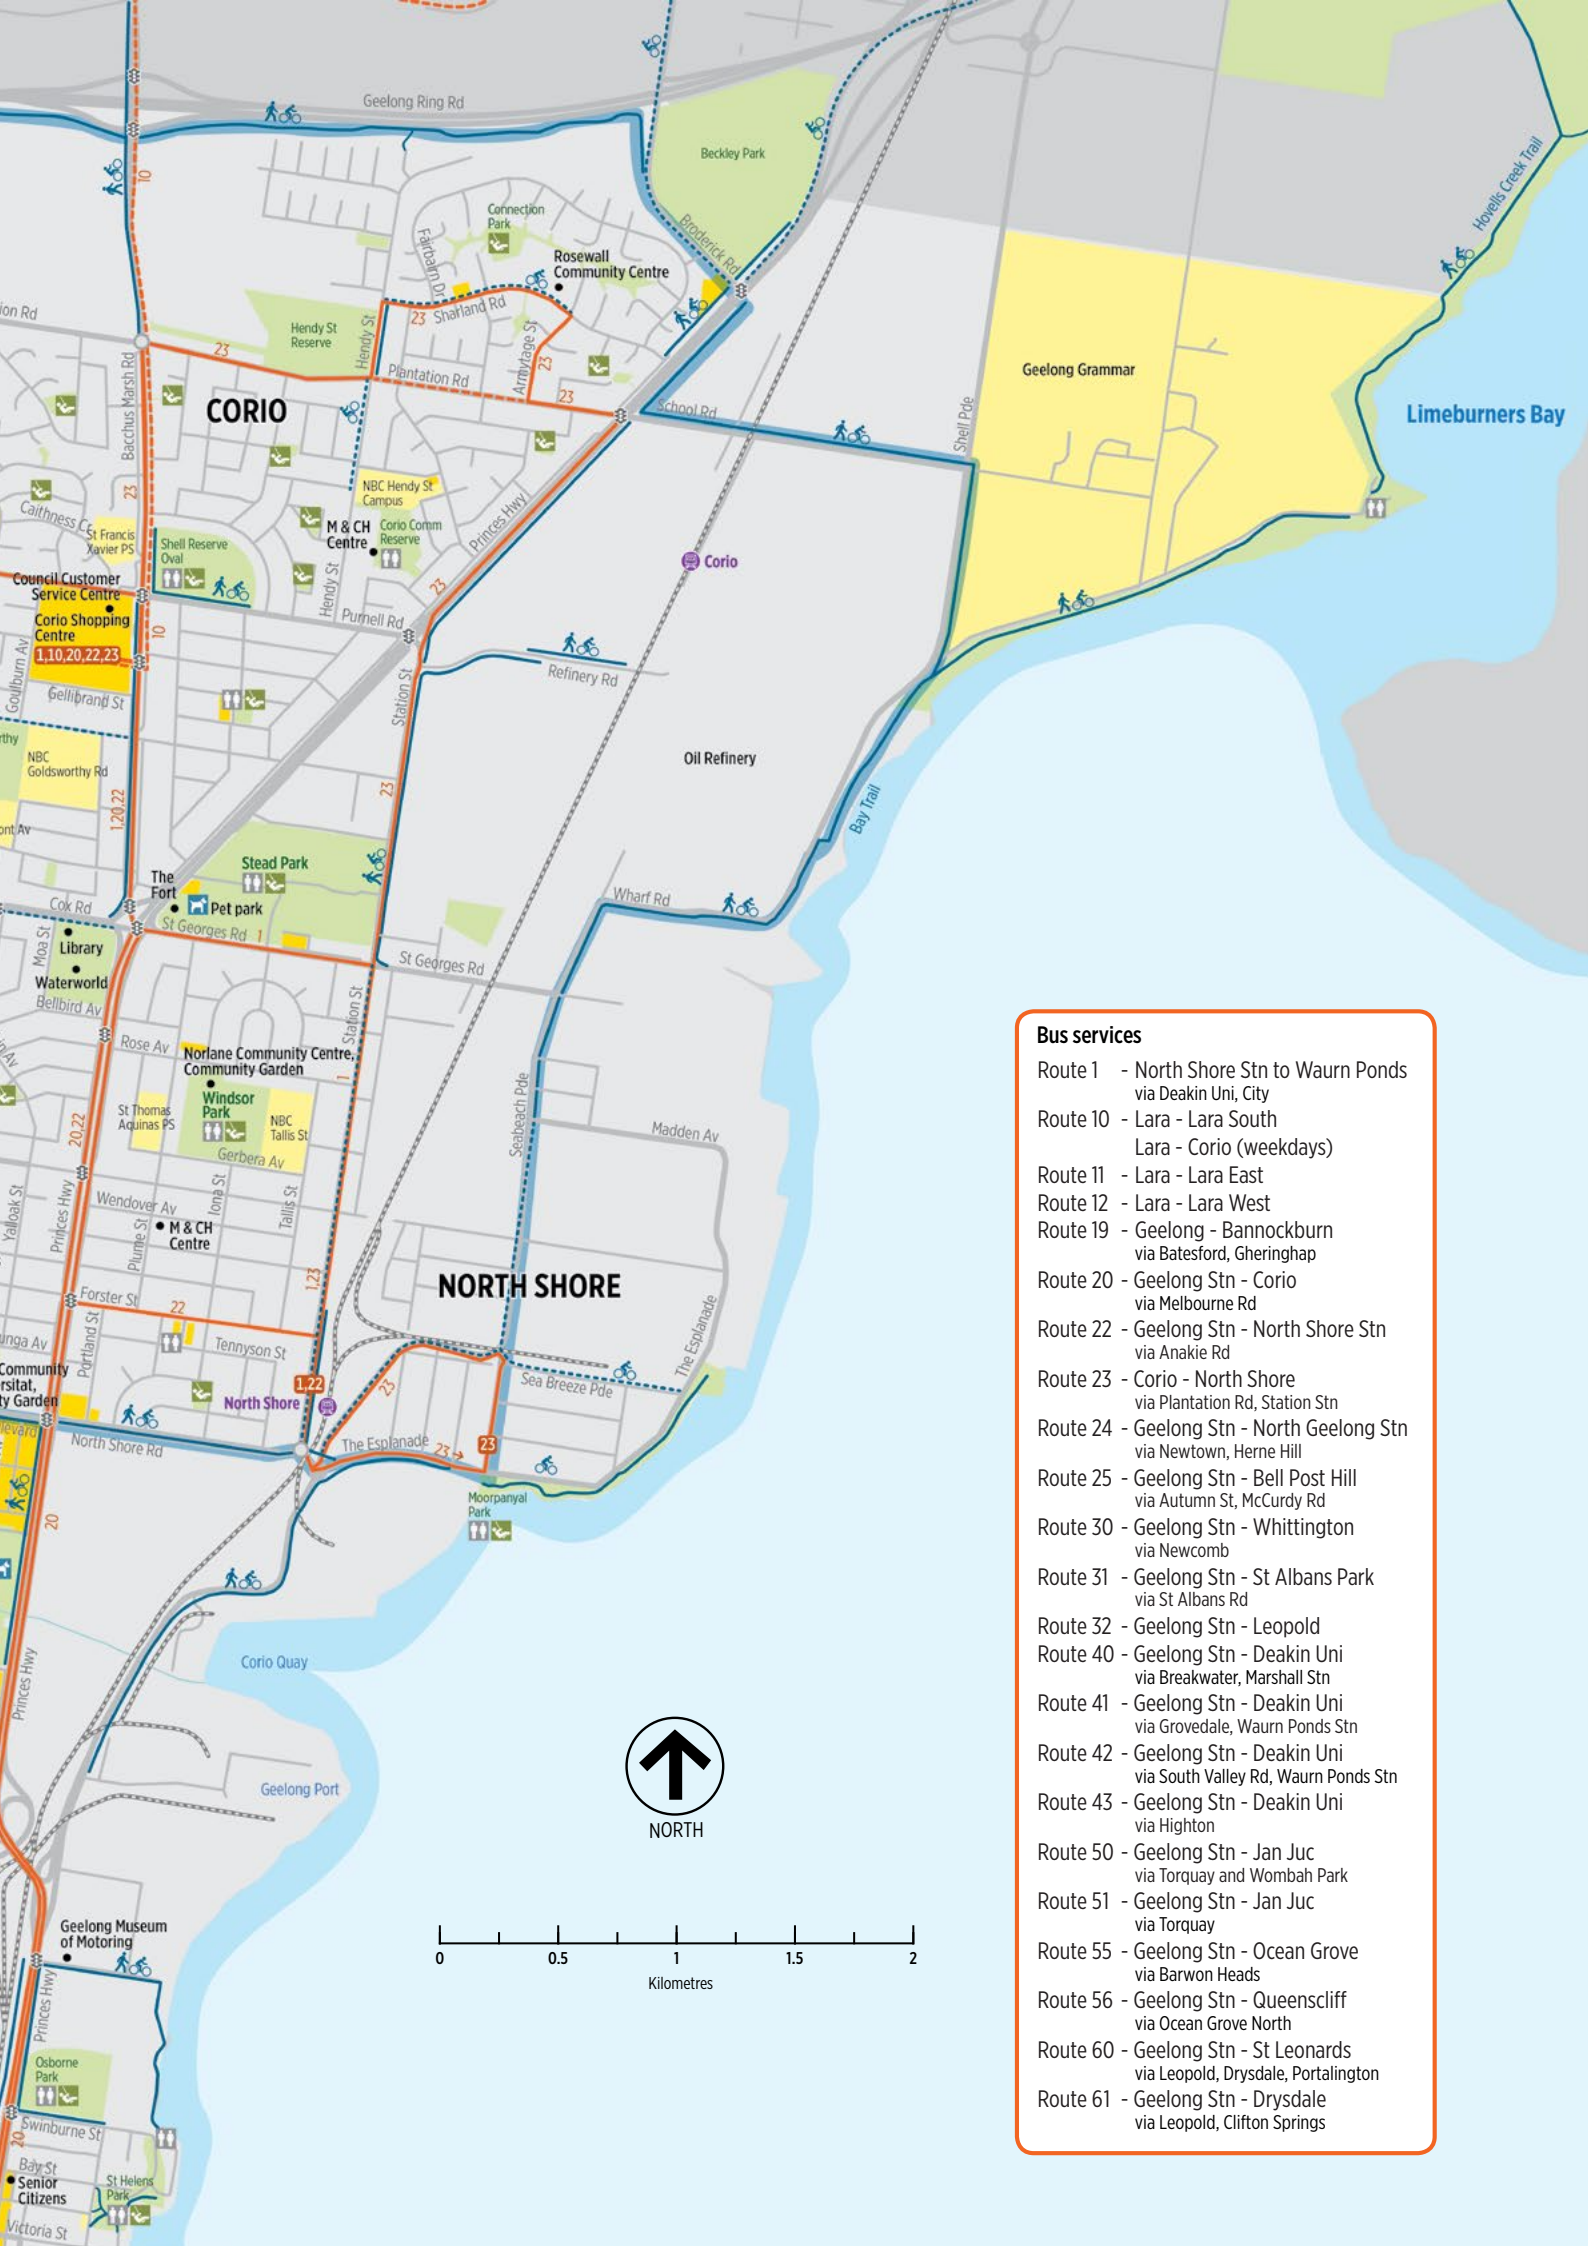 Geelong Ring Rd
Beckley Park
Hovells Creek Trail
10
Connection
Park
Fairbairn Dr
Broderick Rd
Rosewall
Community Centre
23 Sharland Rd
Hendy St
Reserve
Hendy St
23
Plantation Rd
Armytage St
23
23
Bacchus Marsh Rd
CORIO
School Rd
Shell Pde
Geelong Grammar
Limeburners Bay
23
NBC Hendy St
Campus
Caithness Cr
St Francis
Xavier PS
M & CH
Centre
Corio Comm
Reserve
Princes Hwy
Shell Reserve
Oval
Corio
Council Customer
Service Centre
Hendy St
23
Corio Shopping
Centre
1,10,20,22,23
10
Purnell Rd
Goulburn Av
Gellibrand St
Station St
Refinery Rd
Oil Refinery
NBC
Goldsworthy Rd
1,20,22
23
Bay Trail
Stead Park
The
Fort
Pet park
Wharf Rd
Cox Rd
St Georges Rd 1
Moa St
Library
St Georges Rd
Waterworld
Bellbird Av
Station St
Rose Av
Norlane Community Centre,
Community Garden
1
Windsor
Park
St Thomas
Aquinas PS
NBC
Tallis St
20,22
Gerbera Av
Seabeach Pde
Madden Av
Yalloak St
Princes Hwy
Wendover Av
Iona St
Tallis St
Plume St
M & CH
Centre
1,23
NORTH SHORE
Forster St
22
Portland St
Tennyson St
The Esplanade
1,22
North Shore
23
Sea Breeze Pde
North Shore Rd
The Esplanade 23
23
Moorpanyal
Park
20
Princes Hwy
Corio Quay
Geelong Port
NORTH
0 0.5 1 1.5 2
Kilometres
Geelong Museum
of Motoring
Princes Hwy
Osborne
Park
Swinburne St
20
Bay St
Senior
Citizens
St Helens
Park
Victoria St
Bus services
Route 1 - North Shore Stn to Waurn Ponds
via Deakin Uni, City
Route 10 - Lara - Lara South
Lara - Corio (weekdays)
Route 11 - Lara - Lara East
Route 12 - Lara - Lara West
Route 19 - Geelong - Bannockburn
via Batesford, Gheringhap
Route 20 - Geelong Stn - Corio
via Melbourne Rd
Route 22 - Geelong Stn - North Shore Stn
via Anakie Rd
Route 23 - Corio - North Shore
via Plantation Rd, Station Stn
Route 24 - Geelong Stn - North Geelong Stn
via Newtown, Herne Hill
Route 25 - Geelong Stn - Bell Post Hill
via Autumn St, McCurdy Rd
Route 30 - Geelong Stn - Whittington
via Newcomb
Route 31 - Geelong Stn - St Albans Park
via St Albans Rd
Route 32 - Geelong Stn - Leopold
Route 40 - Geelong Stn - Deakin Uni
via Breakwater, Marshall Stn
Route 41 - Geelong Stn - Deakin Uni
via Grovedale, Waurn Ponds Stn
Route 42 - Geelong Stn - Deakin Uni
via South Valley Rd, Waurn Ponds Stn
Route 43 - Geelong Stn - Deakin Uni
via Highton
Route 50 - Geelong Stn - Jan Juc
via Torquay and Wombah Park
Route 51 - Geelong Stn - Jan Juc
via Torquay
Route 55 - Geelong Stn - Ocean Grove
via Barwon Heads
Route 56 - Geelong Stn - Queenscliff
via Ocean Grove North
Route 60 - Geelong Stn - St Leonards
via Leopold, Drysdale, Portalington
Route 61 - Geelong Stn - Drysdale
via Leopold, Clifton Springs